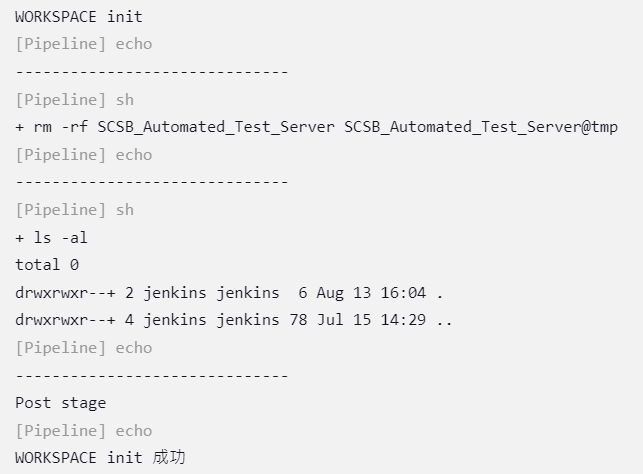 WORKSPACE init
[Pipeline] echo
------------------------------
[Pipeline] sh
+ rm -rf SCSB_Automated_Test_Server SCSB_Automated_Test_Server@tmp
[Pipeline] echo
------------------------------
[Pipeline] sh
+ ls -al
total 0
drwxrwxr--+ 2 jenkins jenkins  6 Aug 13 16:04 .
drwxrwxr--+ 4 jenkins jenkins 78 Jul 15 14:29 ..
[Pipeline] echo
------------------------------
Post stage
[Pipeline] echo
WORKSPACE init 成功